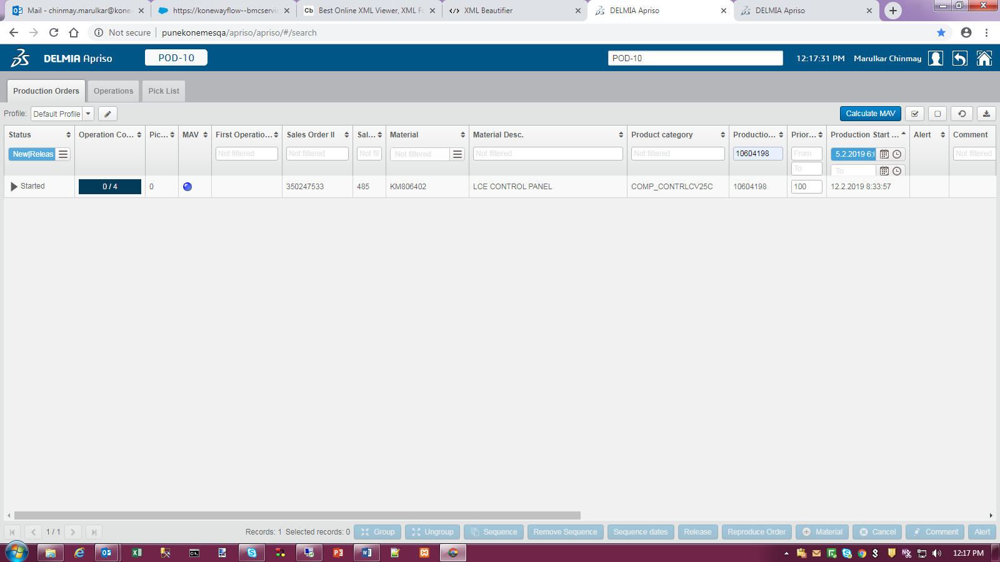 Mail - chinmay.marulkar@kone.
https://konewayflow--bmcservic
Cb Best Online XML Viewer, XML Fo
XML Beautifier
DELMIA Apriso
DELMIA Apriso
Not secure punekonemesqa/apriso/apriso/#/search
DELMIA Apriso
POD-10
POD-10
12:17:31 PM Marulkar Chinmay
Production Orders Operations Pick List
Profile: Default Profile
Calculate MAV
Status Operation Co... Pic... MAV First Operatio... Sales Order II Sal... Material Material Desc. Product category Productio... Prior... Production Start ... Alert Comment
New|Releas Not filtered Not filtered Not fil Not filtered Not filtered Not filtered 10604198 From 5.2.2019 6:( Not filtered
To To
Started 0 / 4 0 350247533 485 KM806402 LCE CONTROL PANEL COMP_CONTRLCV25C 10604198 100 12.2.2019 8:33:57
1 / 1
Records: 1 Selected records: 0 Group Ungroup Sequence Remove Sequence Sequence dates Release Reproduce Order Material Cancel Comment Alert
12:17 PM